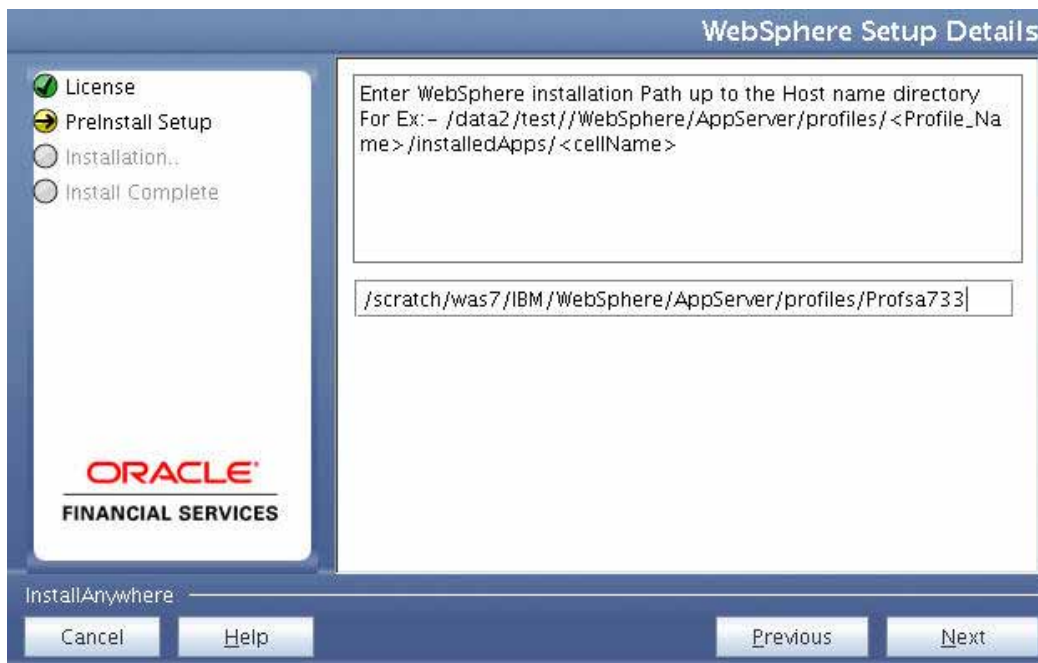 WebSphere Setup Details
License
PreInstall Setup
Installation..
Install Complete
Enter WebSphere installation Path up to the Host name directory
For Ex:- /data2/test//WebSphere/AppServer/profiles/<Profile_Na
me>/installedApps/<cellName>
/scratch/was7/IBM/WebSphere/AppServer/profiles/Profsa733
ORACLE
FINANCIAL SERVICES
InstallAnywhere
Cancel
Help
Previous
Next